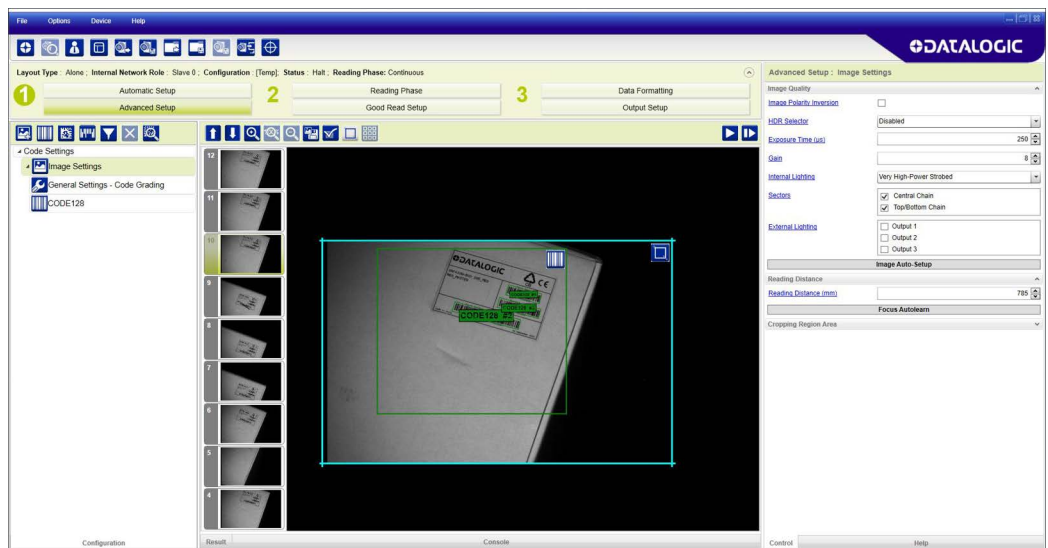 File Options Device Help
DATALOGIC
Layout Type : Alone ; Internal Network Role : Slave 0 ; Configuration : [Temp]; Status : Halt ; Reading Phase: Continuous
1 Automatic Setup
Advanced Setup
2 Reading Phase
Good Read Setup
3 Data Formatting
Output Setup
Code Settings
Image Settings
General Settings - Code Grading
CODE128
Configuration
12
11
10
9
8
7
6
5
4
DATALOGIC
CE
CODE128
CODE128 #2
Result
Console
Advanced Setup : Image Settings
Image Quality
Image Polarity Inversion
HDR Selector Disabled
Exposure Time (us) 250
Gain 8
Internal Lighting Very High-Power Strobed
Sectors Central Chain
Top/Bottom Chain
External Lighting Output 1
Output 2
Output 3
Image Auto-Setup
Reading Distance
Reading Distance (mm) 785
Focus Autolearn
Cropping Region Area
Control Help